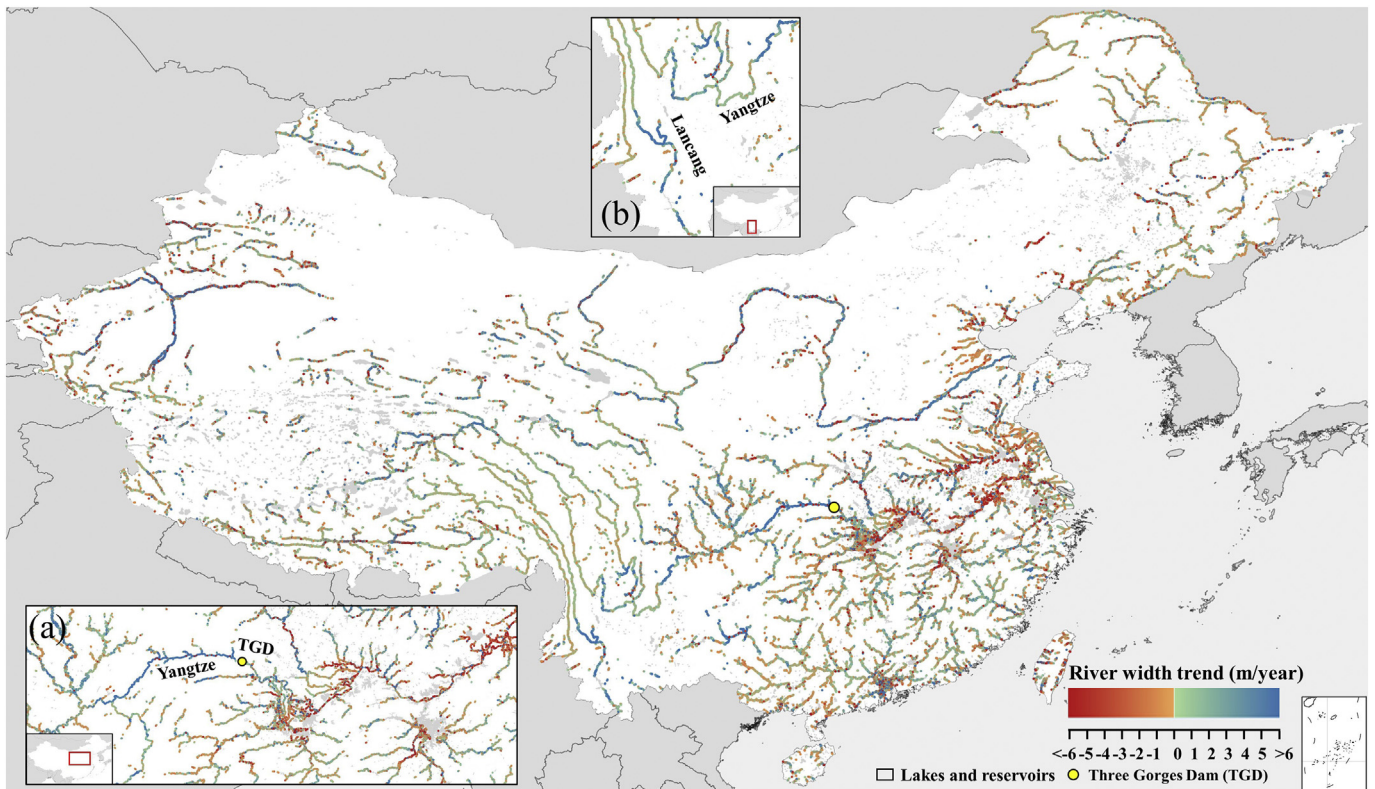 Lancang
Yangtze
(b)
(a)
TGD
Yangtze
River width trend (m/year)
<-6 -5 -4 -3 -2 -1 0 1 2 3 4 5 >6
Lakes and reservoirs
Three Gorges Dam (TGD)